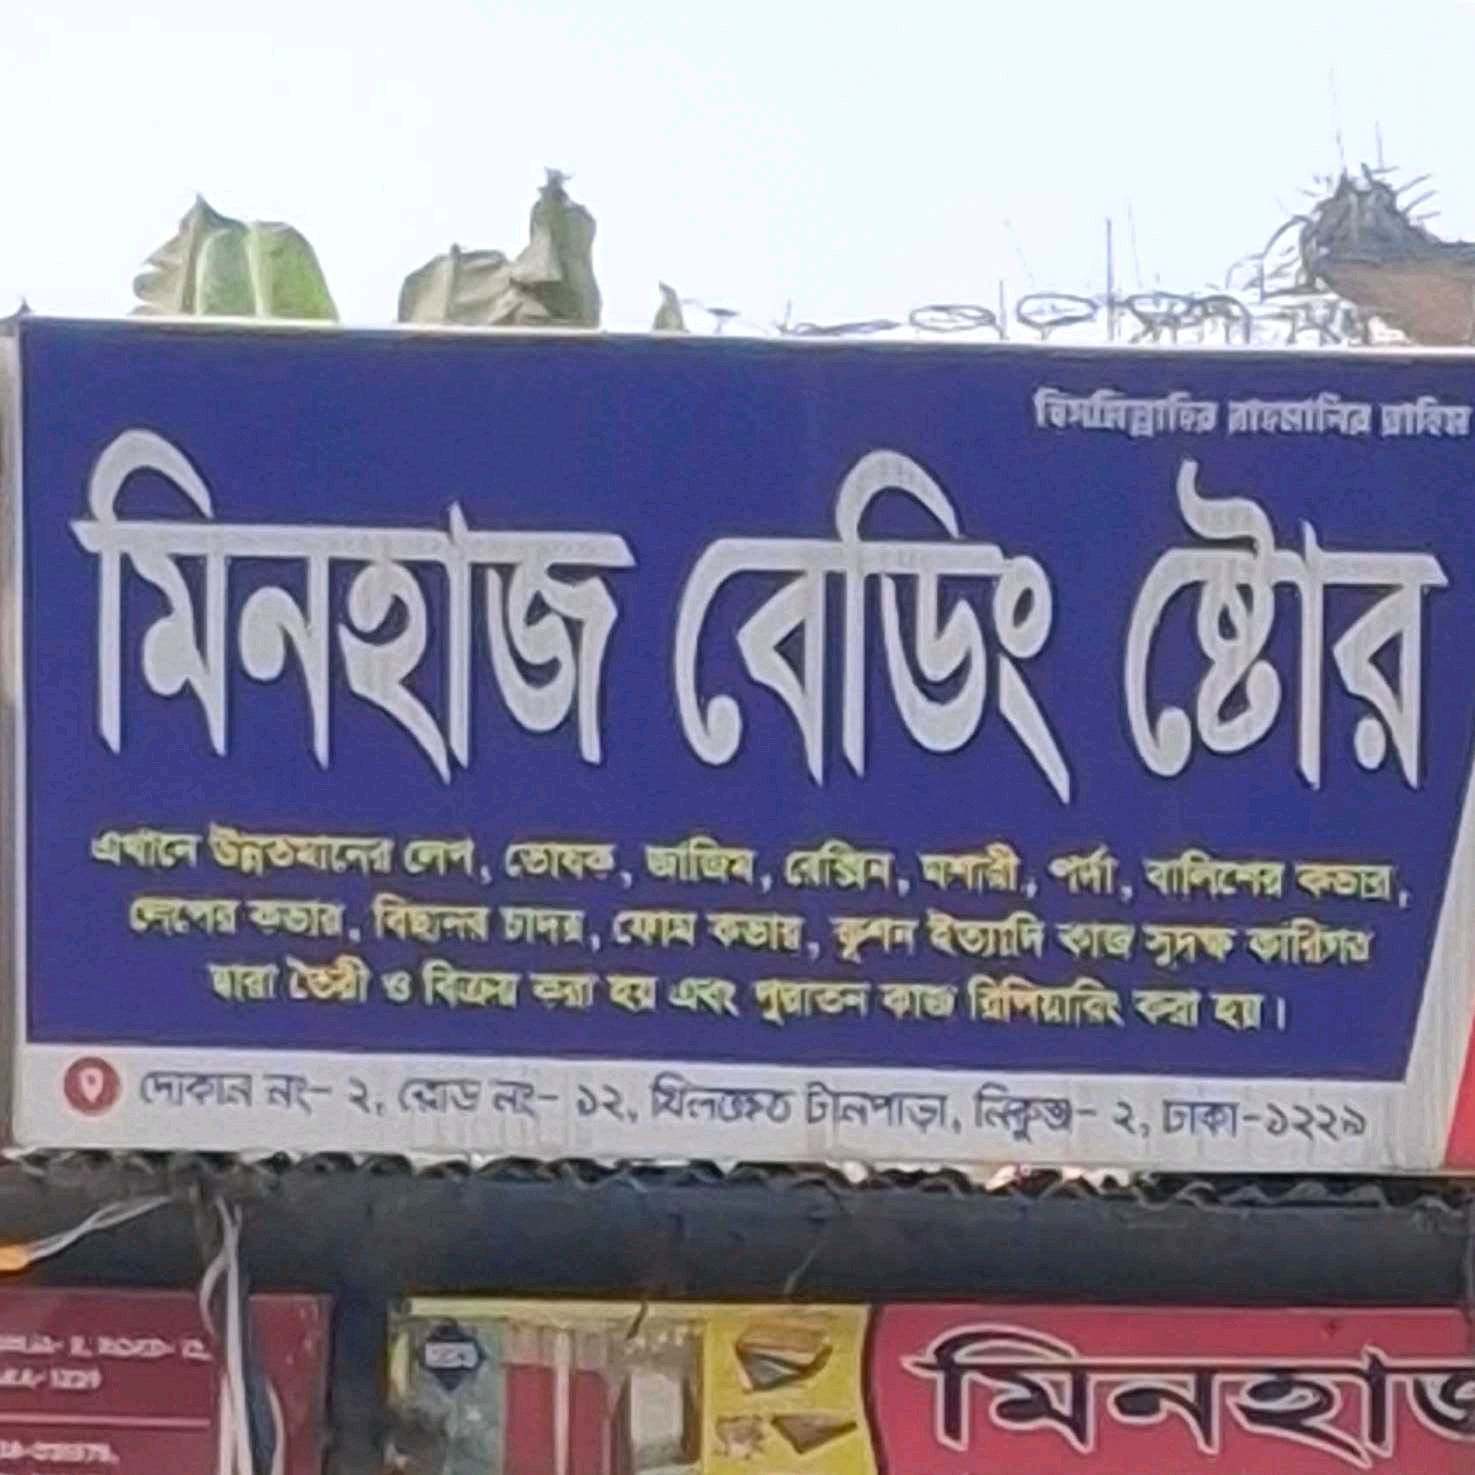 বিসমিল্লাহির রাহমানির রাহিম
মিনহাজ বেডিং ষ্টোর
এখানে উন্নতমানের লেপ, তোষক, জাজিম, রেক্সিন, মশারী, পর্দা, বালিশের কভার,
লেপের কভার, বিছানার চাদর, ফোম কভার, কুশন ইত্যাদি কাজ সুদক্ষ কারিগর
দ্বারা তৈরী ও বিক্রয় করা হয় এবং পুরাতন কাজ রিপিয়ারিং করা হয়।
দোকান নং- ২, রোড নং- ১২, খিলক্ষেত টানপাড়া, নিকুঞ্জ- ২, ঢাকা-১২২৯
মিনহাজ